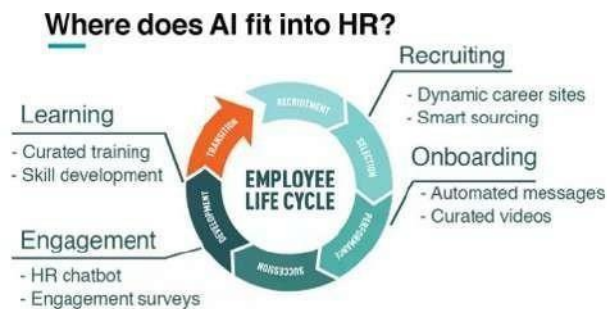 Where does AI fit into HR?
Recruiting
- Dynamic career sites
- Smart sourcing
Learning
- Curated training
- Skill development
Onboarding
- Automated messages
- Curated videos
Engagement
- HR chatbot
- Engagement surveys
EMPLOYEE
LIFE CYCLE
RECRUITMENT
SELECTION
PERFORMANCE
SUCCESSION
DEVELOPMENT
TRANSITION